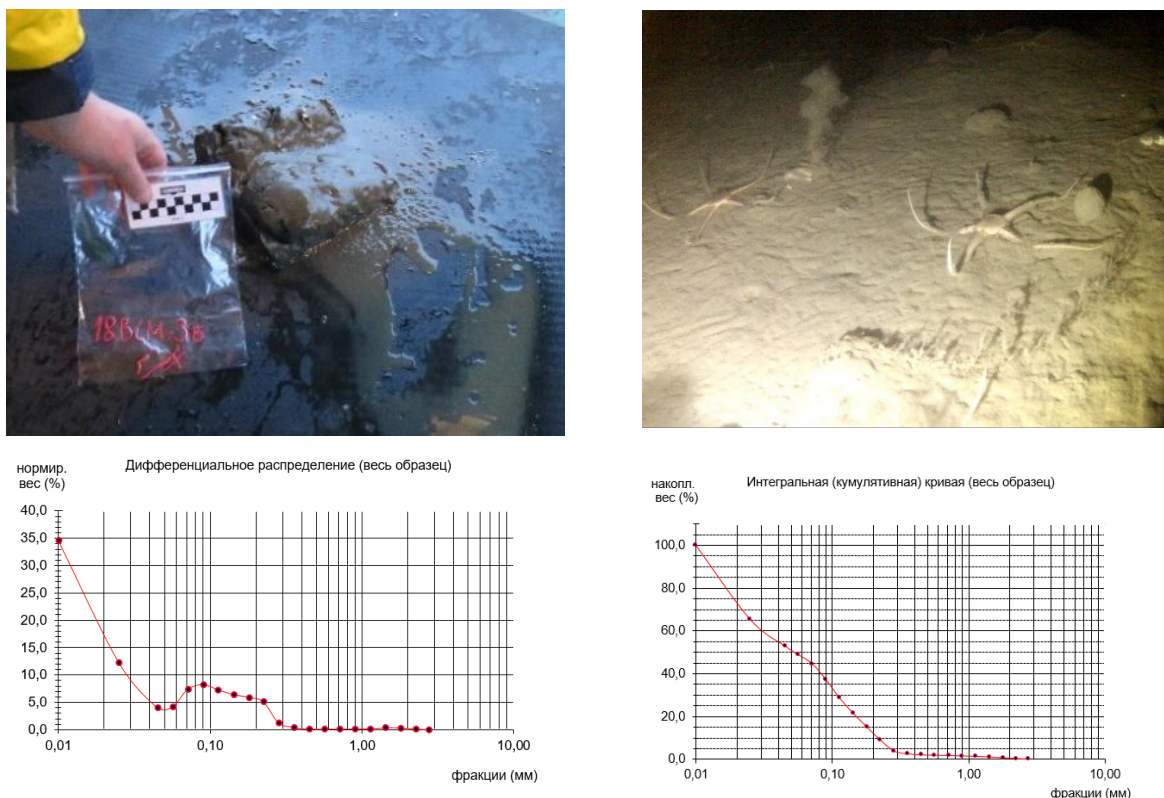 18ВСМ-3в
нормир.
вес (%)
Дифференциальное распределение (весь образец)
40,0
35,0
30,0
25,0
20,0
15,0
10,0
5,0
0,0
0,01
0,10
1,00
10,00
фракции (мм)
накопл.
вес (%)
Интегральная (кумулятивная) кривая (весь образец)
100,0
80,0
60,0
40,0
20,0
0,0
0,01
0,10
1,00
10,00
фракции (мм)